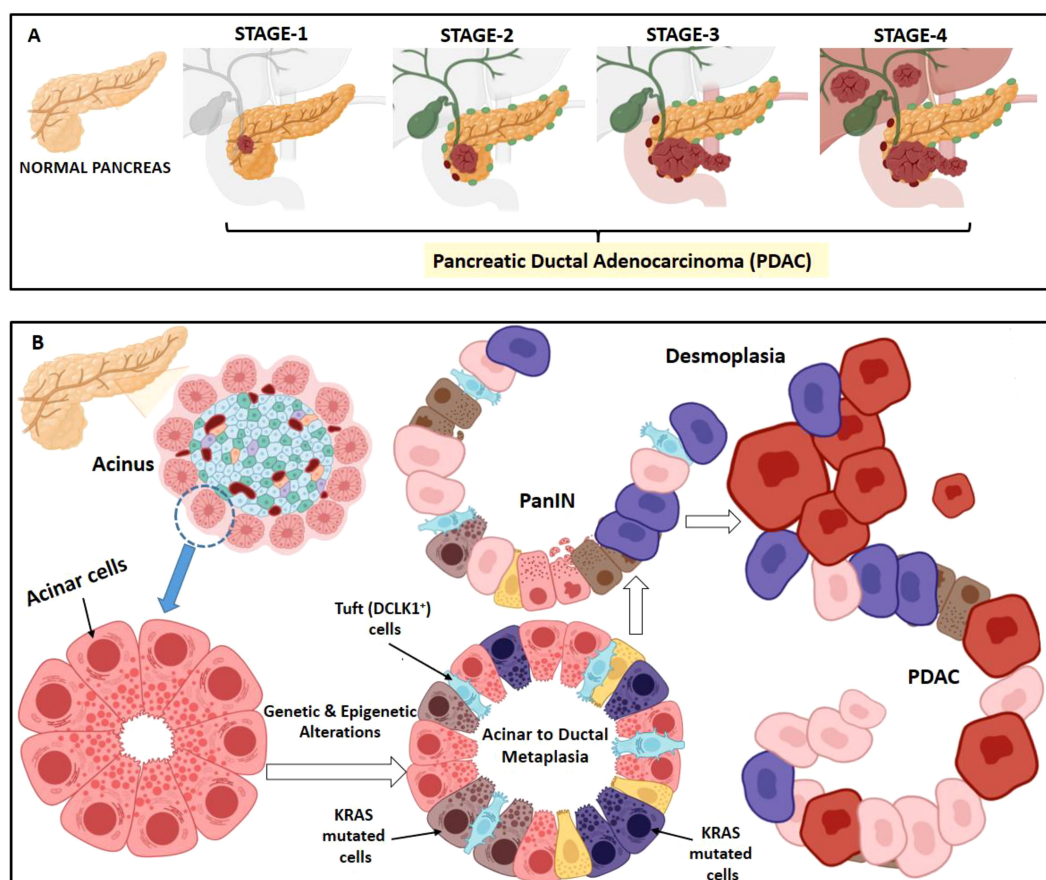 A
STAGE-1
STAGE-2
STAGE-3
STAGE-4
NORMAL PANCREAS
Pancreatic Ductal Adenocarcinoma (PDAC)
B
Desmoplasia
Acinus
PanIN
Acinar cells
Tuft (DCLK1⁺)
cells
PDAC
Genetic & Epigenetic
Alterations
Acinar to Ductal
Metaplasia
KRAS
mutated
cells
KRAS
mutated
cells